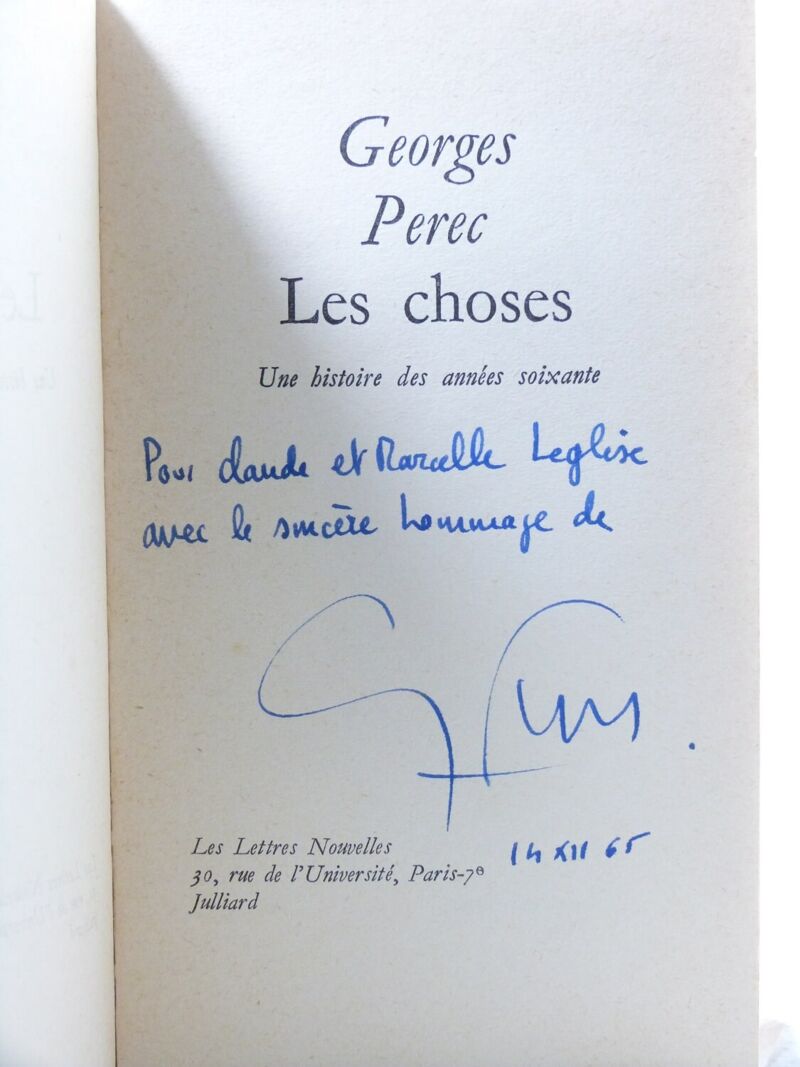 Georges
Perec
Les choses
Une histoire des années soixante
Pour Claude et Marcelle Leglise
avec le sincère hommage de
Les Lettres Nouvelles
30, rue de l'Université, Paris-7e
Julliard
14 XII 65